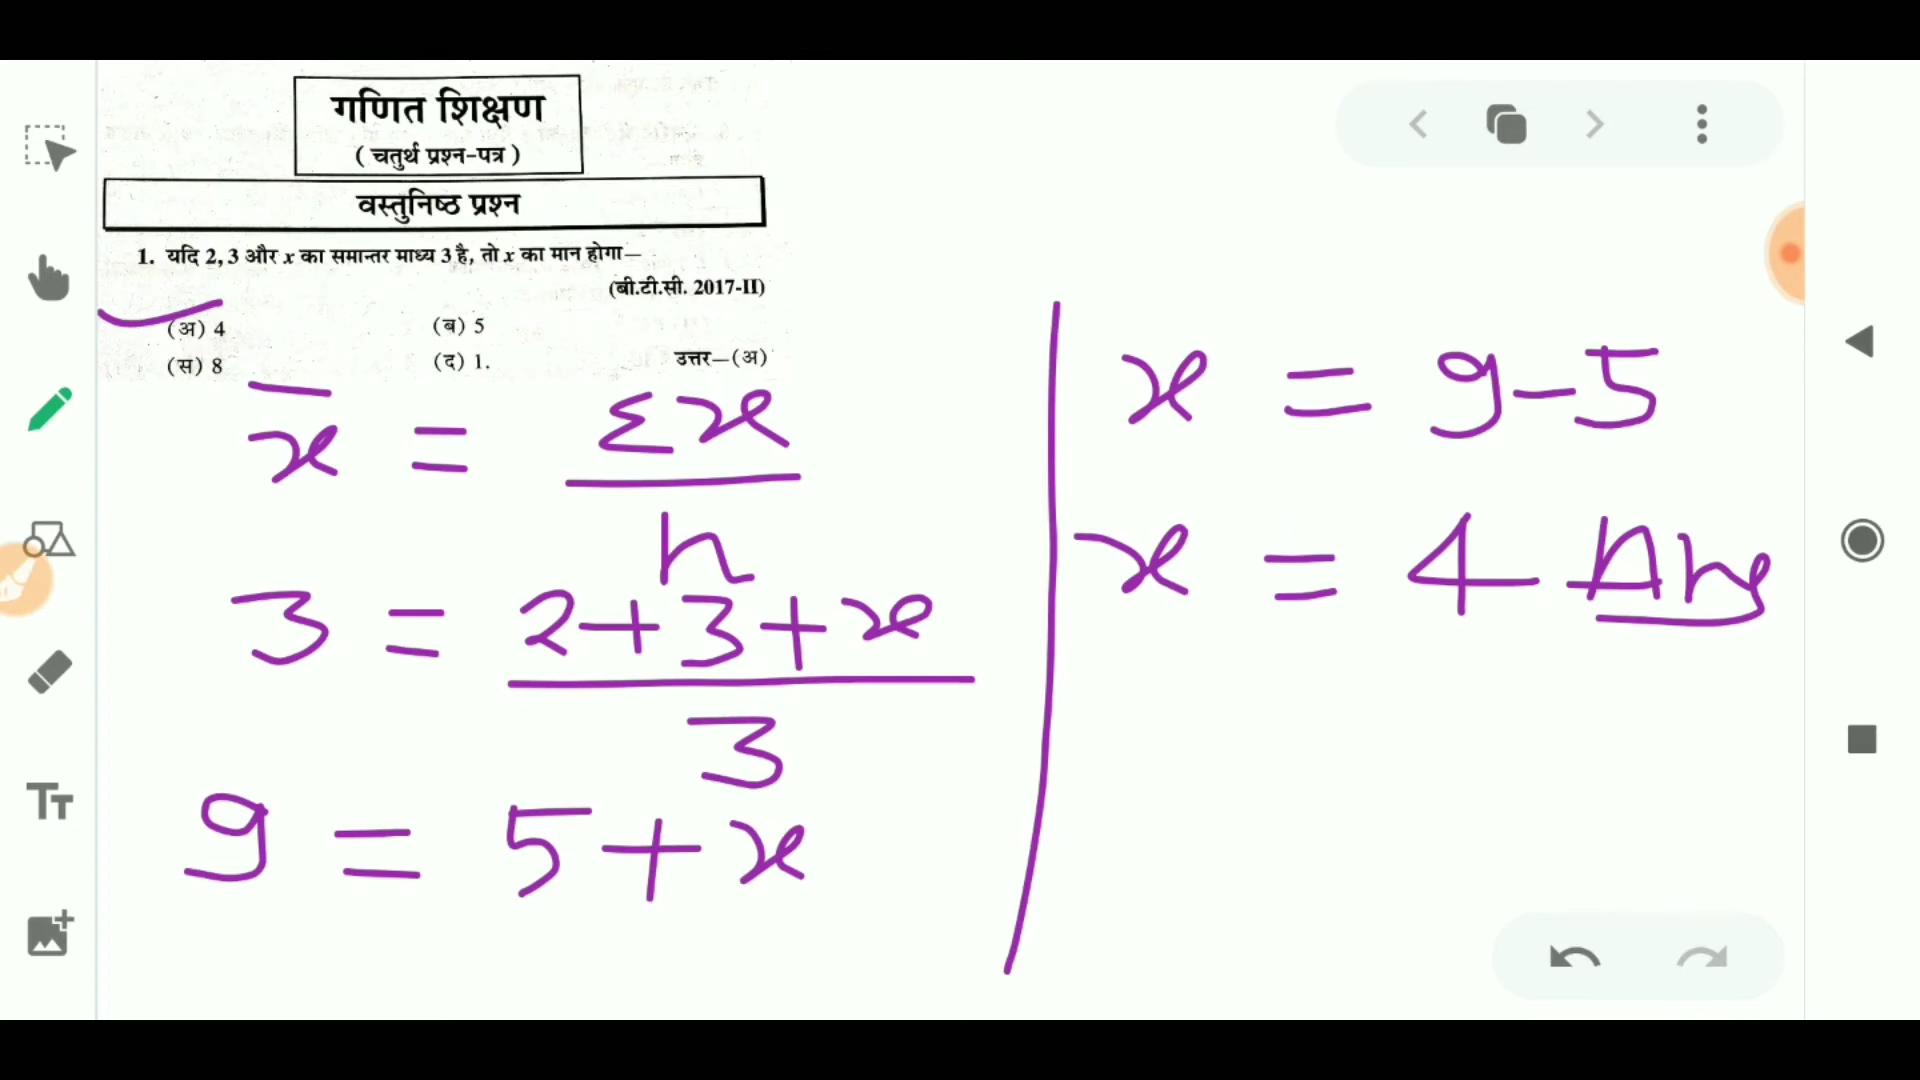 गणित शिक्षण
( चतुर्थ प्रश्न-पत्र )
वस्तुनिष्ठ प्रश्न
1. यदि 2, 3 और x का समान्तर माध्य 3 है, तो x का मान होगा—
(बी.टी.सी. 2017-II)
(अ) 4 (ब) 5
(स) 8 (द) 1. उत्तर—(अ)
x̄ = Σx / n
3 = 2+3+x / 3
9 = 5+x
x = 9-5
x = 4 Ans
Tт